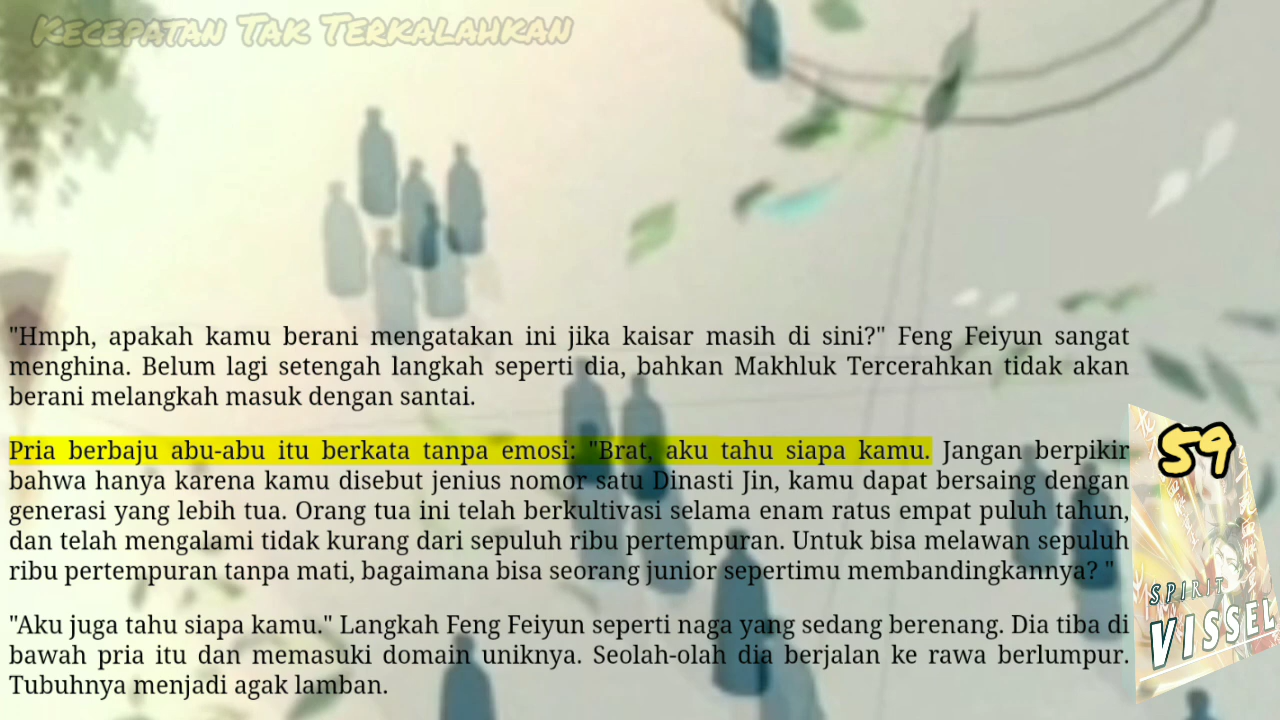 Kecepatan Tak Terkalahkan
"Hmph, apakah kamu berani mengatakan ini jika kaisar masih di sini?" Feng Feiyun sangat
menghina. Belum lagi setengah langkah seperti dia, bahkan Makhluk Tercerahkan tidak akan
berani melangkah masuk dengan santai.
Pria berbaju abu-abu itu berkata tanpa emosi: "Brat, aku tahu siapa kamu. Jangan berpikir
bahwa hanya karena kamu disebut jenius nomor satu Dinasti Jin, kamu dapat bersaing dengan
generasi yang lebih tua. Orang tua ini telah berkultivasi selama enam ratus empat puluh tahun,
dan telah mengalami tidak kurang dari sepuluh ribu pertempuran. Untuk bisa melawan sepuluh
ribu pertempuran tanpa mati, bagaimana bisa seorang junior sepertimu membandingkannya? "
"Aku juga tahu siapa kamu." Langkah Feng Feiyun seperti naga yang sedang berenang. Dia tiba di
bawah pria itu dan memasuki domain uniknya. Seolah-olah dia berjalan ke rawa berlumpur.
Tubuhnya menjadi agak lamban.
59
SPIRIT
VISSEL